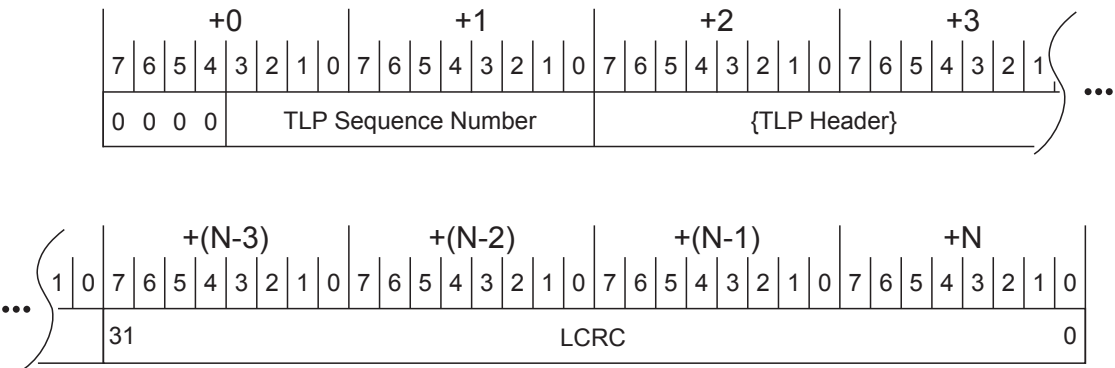 +0 +1 +2 +3
7 6 5 4 3 2 1 0 7 6 5 4 3 2 1 0 7 6 5 4 3 2 1 0 7 6 5 4 3 2 1
...
0 0 0 0 TLP Sequence Number {TLP Header}
+(N-3) +(N-2) +(N-1) +N
1 0 7 6 5 4 3 2 1 0 7 6 5 4 3 2 1 0 7 6 5 4 3 2 1 0 7 6 5 4 3 2 1 0
...
31 LCRC 0